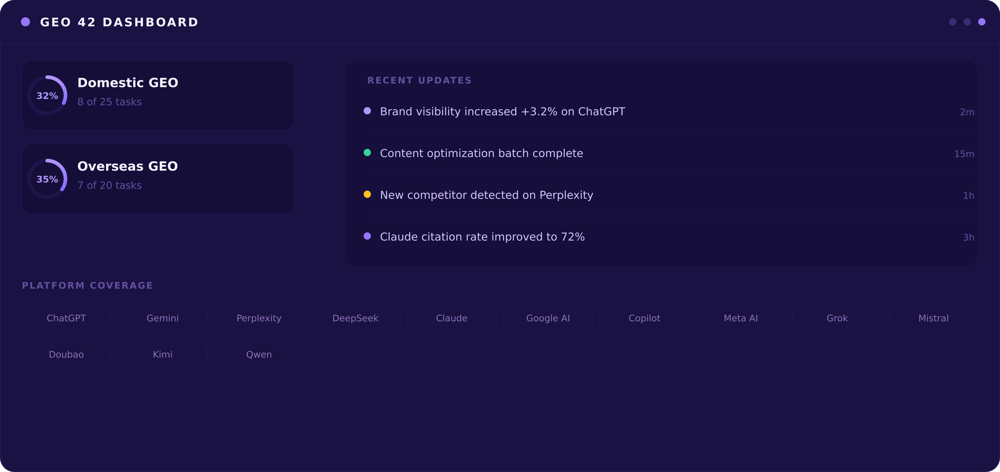 GEO 42 DASHBOARD
32%
Domestic GEO
8 of 25 tasks
35%
Overseas GEO
7 of 20 tasks
RECENT UPDATES
Brand visibility increased +3.2% on ChatGPT
2m
Content optimization batch complete
15m
New competitor detected on Perplexity
1h
Claude citation rate improved to 72%
3h
PLATFORM COVERAGE
ChatGPT
Gemini
Perplexity
DeepSeek
Claude
Google AI
Copilot
Meta AI
Grok
Mistral
Doubao
Kimi
Qwen